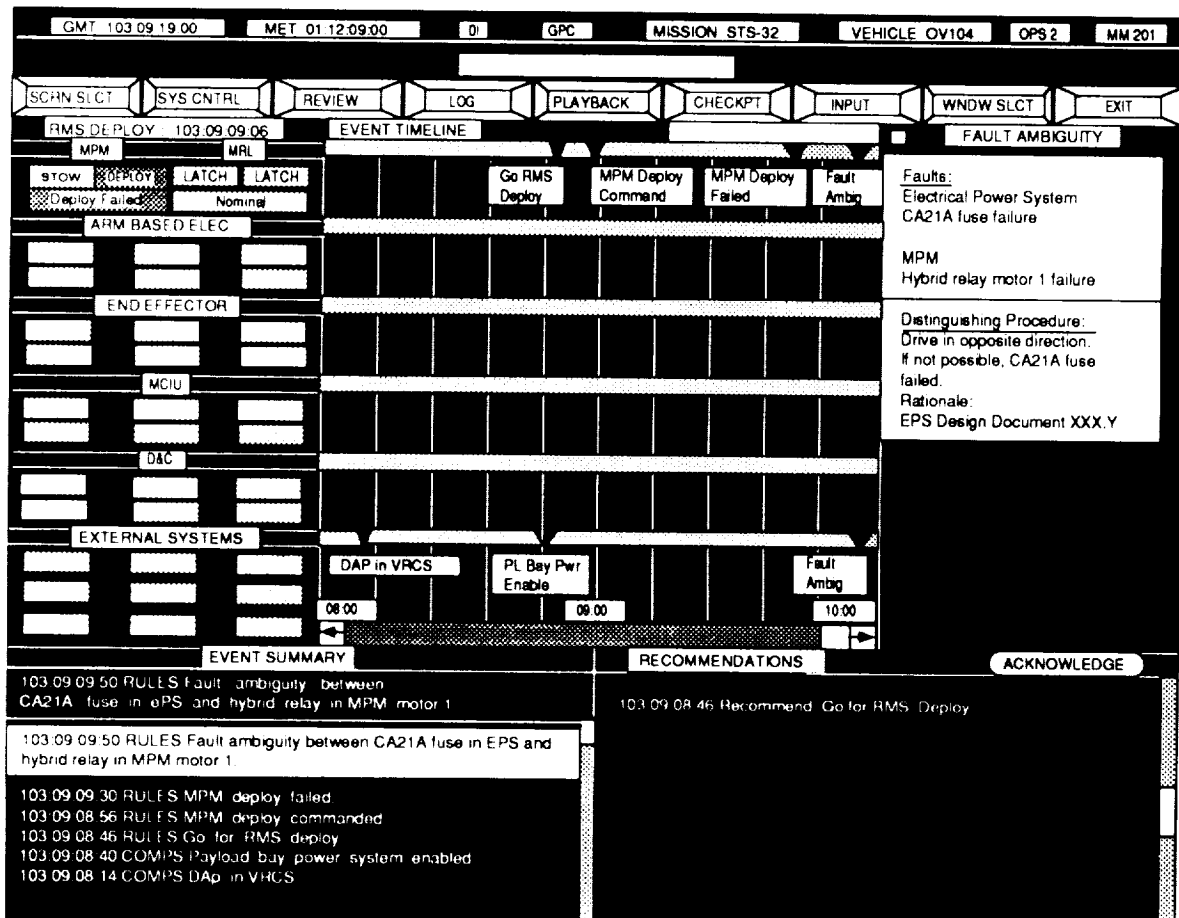 GMT 103:09:19:00 MET 01:12:09:00 DI GPC MISSION STS-32 VEHICLE OV104 OPS 2 MM 201
SCRN SLCT SYS CNTRL REVIEW LOG PLAYBACK CHECKPT INPUT WNDW SLCT EXIT
RMS DEPLOY : 103:09:09:06
MPM MRL
STOW DEPLOY LATCH LATCH
Deploy Failed Nominal
ARM BASED ELEC
END EFFECTOR
MCIU
D&C
EXTERNAL SYSTEMS
EVENT TIMELINE
Go RMS
Deploy
MPM Deploy
Command
MPM Deploy
Failed
Fault
Ambig
DAP in VRCS
PL Bay Pwr
Enable
Fault
Ambig
08:00 09:00 10:00
FAULT AMBIGUITY
Faults:
Electrical Power System
CA21A fuse failure
MPM
Hybrid relay motor 1 failure
Distinguishing Procedure:
Drive in opposite direction.
If not possible, CA21A fuse
failed.
Rationale:
EPS Design Document XXX.Y
EVENT SUMMARY
103:09:09:50 RULES Fault ambiguity between
CA21A fuse in ePS and hybrid relay in MPM motor 1
103:09:09:50 RULES Fault ambiguity between CA21A fuse in EPS and
hybrid relay in MPM motor 1.
103:09:09:30 RULES MPM deploy failed.
103:09:08:56 RULES MPM deploy commanded
103:09:08:46 RULES Go for RMS deploy
103:09:08:40 COMPS Payload bay power system enabled
103:09:08:14 COMPS DAp in VRCS
RECOMMENDATIONS ACKNOWLEDGE
103:09:08:46 Recommend Go for RMS Deploy